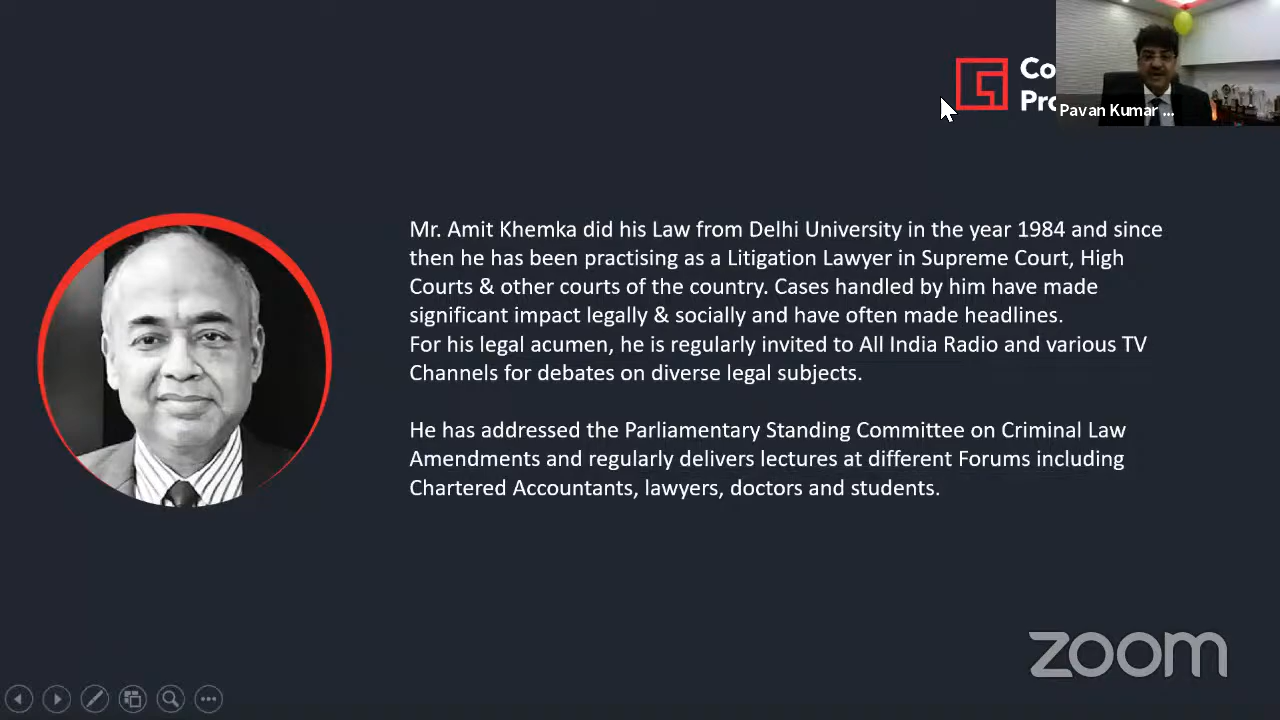 Co
Pro
Pavan Kumar ...
Mr. Amit Khemka did his Law from Delhi University in the year 1984 and since
then he has been practising as a Litigation Lawyer in Supreme Court, High
Courts & other courts of the country. Cases handled by him have made
significant impact legally & socially and have often made headlines.
For his legal acumen, he is regularly invited to All India Radio and various TV
Channels for debates on diverse legal subjects.
He has addressed the Parliamentary Standing Committee on Criminal Law
Amendments and regularly delivers lectures at different Forums including
Chartered Accountants, lawyers, doctors and students.
zoom